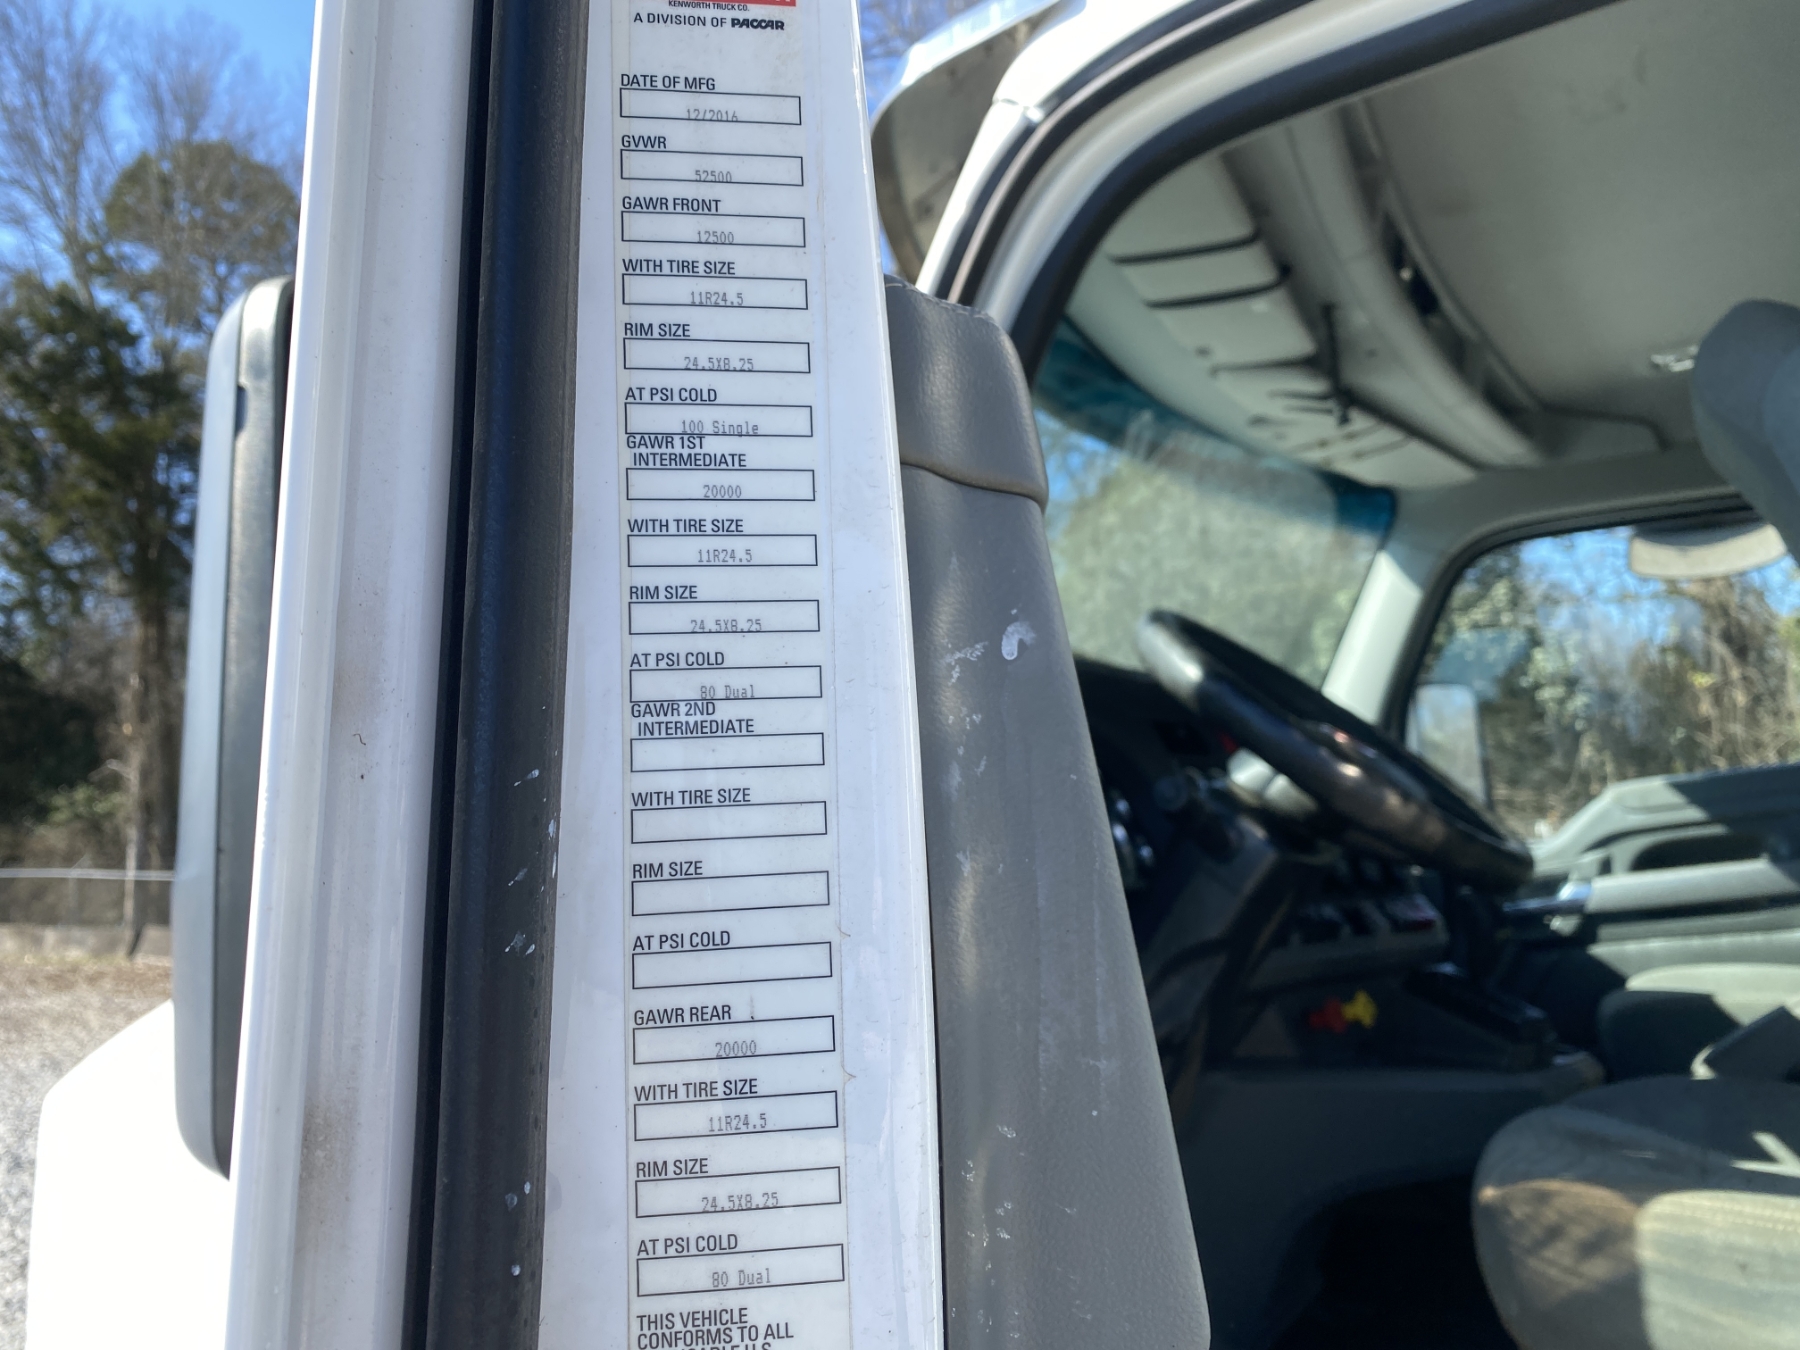 KENWORTH TRUCK CO.
A DIVISION OF PACCAR
DATE OF MFG
12/2016
GVWR
52500
GAWR FRONT
12500
WITH TIRE SIZE
11R24.5
RIM SIZE
24.5X8.25
AT PSI COLD
100 Single
GAWR 1ST
INTERMEDIATE
20000
WITH TIRE SIZE
11R24.5
RIM SIZE
24.5X8.25
AT PSI COLD
80 Dual
GAWR 2ND
INTERMEDIATE
WITH TIRE SIZE
RIM SIZE
AT PSI COLD
GAWR REAR
20000
WITH TIRE SIZE
11R24.5
RIM SIZE
24.5X8.25
AT PSI COLD
80 Dual
THIS VEHICLE
CONFORMS TO ALL